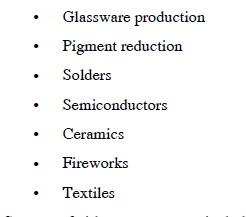 • Glassware production
• Pigment reduction
• Solders
• Semiconductors
• Ceramics
• Fireworks
• Textiles